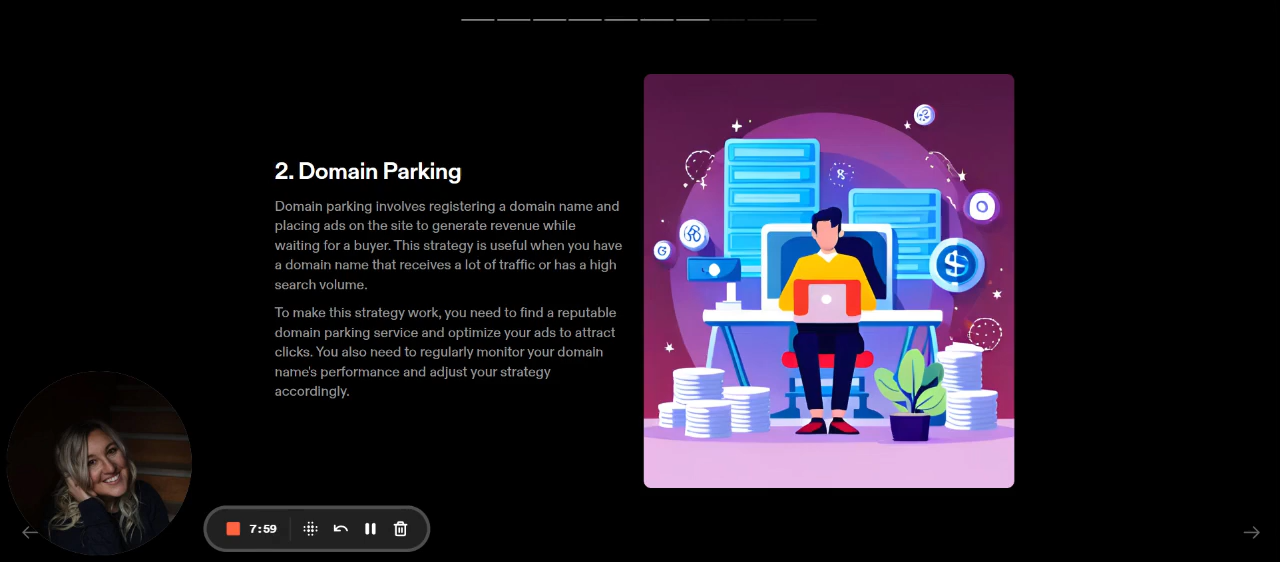 2. Domain Parking
Domain parking involves registering a domain name and
placing ads on the site to generate revenue while
waiting for a buyer. This strategy is useful when you have
a domain name that receives a lot of traffic or has a high
search volume.
To make this strategy work, you need to find a reputable
domain parking service and optimize your ads to attract
clicks. You also need to regularly monitor your domain
name's performance and adjust your strategy
accordingly.
7:59